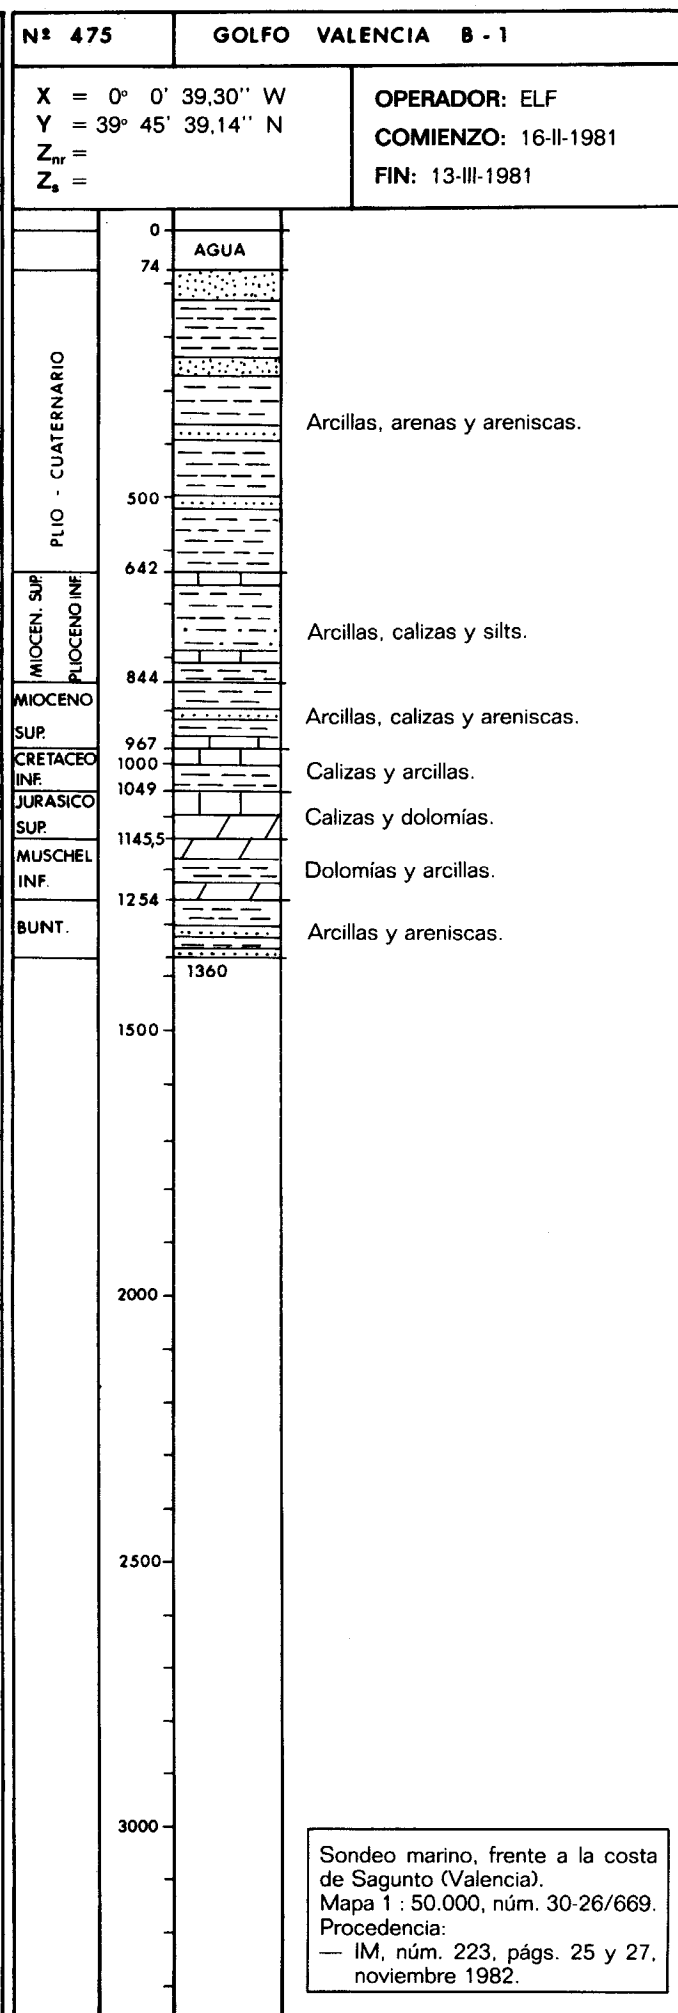 Nº 475
GOLFO VALENCIA B - 1
X = 0° 0' 39,30'' W
Y = 39° 45' 39,14'' N
Znr =
Zs =
OPERADOR: ELF
COMIENZO: 16-II-1981
FIN: 13-III-1981
0
AGUA
74
PLIO - CUATERNARIO
Arcillas, arenas y areniscas.
500
642
MIOCEN. SUP.
PLIOCENO INF.
Arcillas, calizas y silts.
844
MIOCENO
SUP.
Arcillas, calizas y areniscas.
967
CRETACEO
INF.
1000
Calizas y arcillas.
1049
JURASICO
SUP.
Calizas y dolomías.
1145,5
MUSCHEL
INF.
Dolomías y arcillas.
1254
BUNT.
Arcillas y areniscas.
1360
1500
2000
2500
3000
Sondeo marino, frente a la costa
de Sagunto (Valencia).
Mapa 1 : 50.000, núm. 30-26/669.
Procedencia:
— IM, núm. 223, págs. 25 y 27,
noviembre 1982.